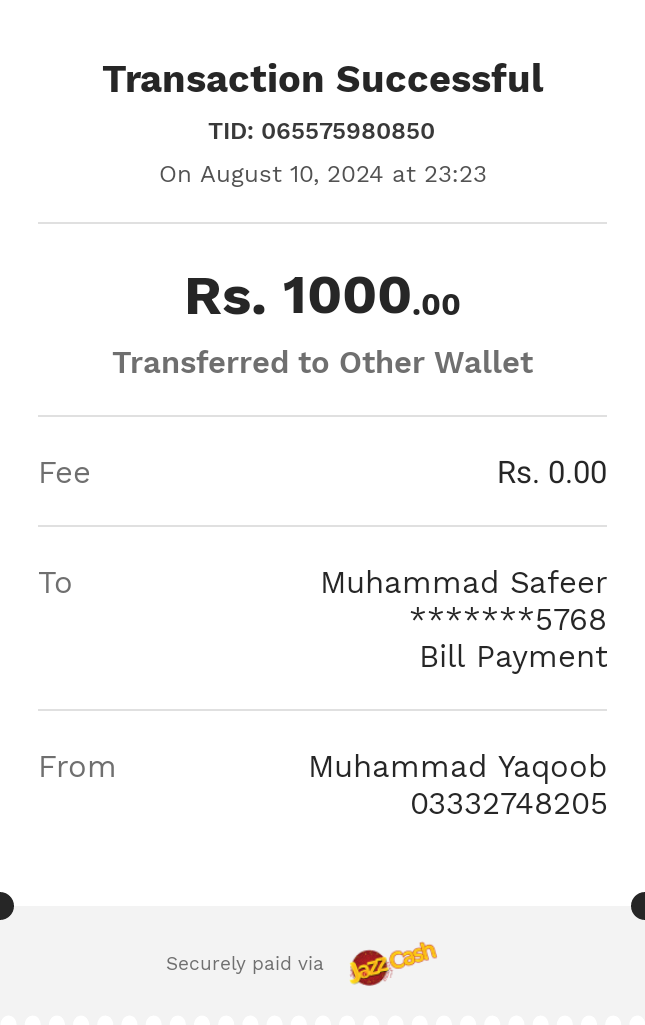 Transaction Successful
TID: 065575980850
On August 10, 2024 at 23:23
Rs. 1000.00
Transferred to Other Wallet
Fee Rs. 0.00
To Muhammad Safeer
*******5768
Bill Payment
From Muhammad Yaqoob
03332748205
Securely paid via JazzCash